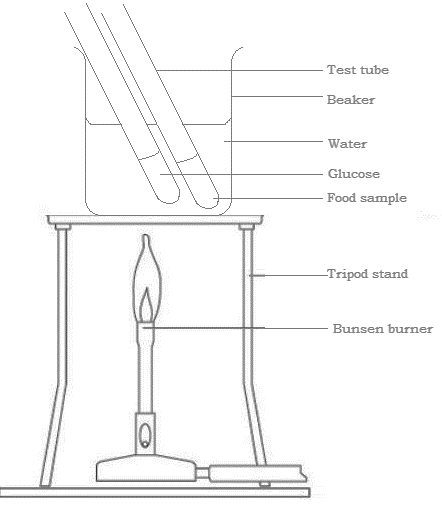 Test tube
Beaker
Water
Glucose
Food sample
Tripod stand
Bunsen burner